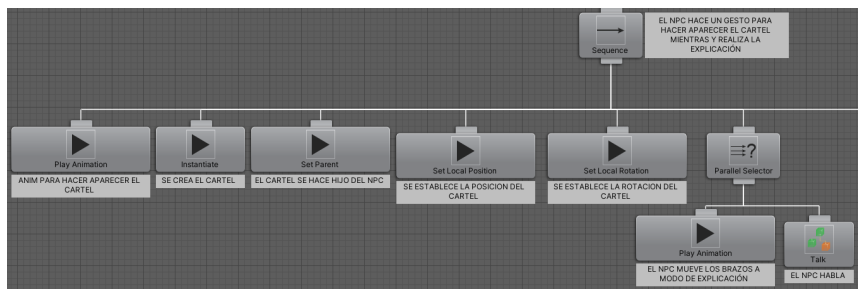 Sequence
EL NPC HACE UN GESTO PARA
HACER APARECER EL CARTEL
MIENTRAS Y REALIZA LA
EXPLICACIÓN
Play Animation
ANIM PARA HACER APARECER EL
CARTEL
Instantiate
SE CREA EL CARTEL
Set Parent
EL CARTEL SE HACE HIJO DEL NPC
Set Local Position
SE ESTABLECE LA POSICION DEL
CARTEL
Set Local Rotation
SE ESTABLECE LA ROTACION DEL
CARTEL
Parallel Selector
Play Animation
EL NPC MUEVE LOS BRAZOS A
MODO DE EXPLICACIÓN
Talk
EL NPC HABLA